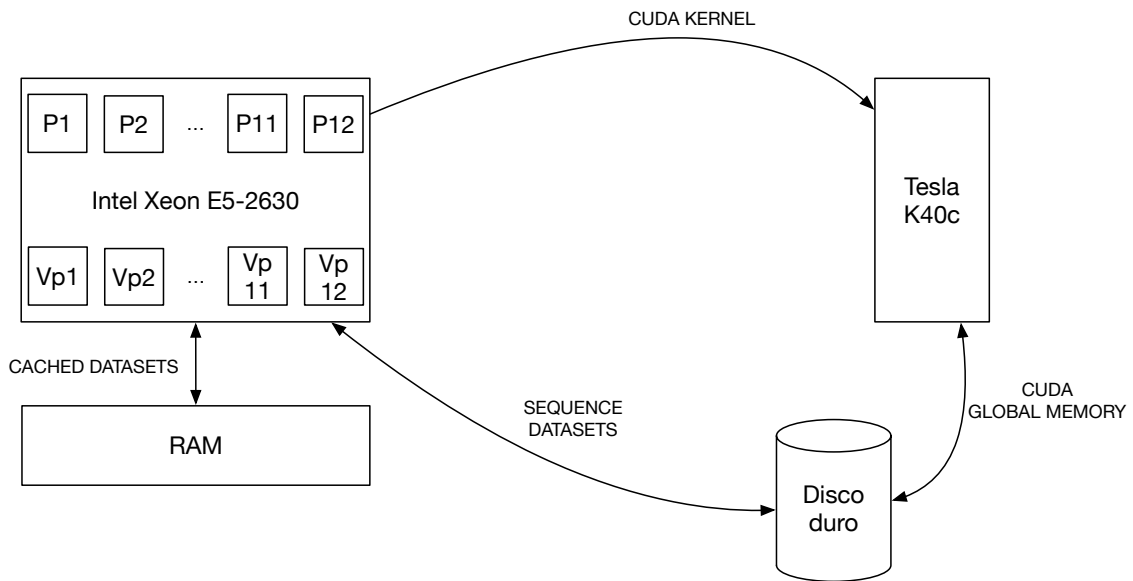 CUDA KERNEL
P1
P2
...
P11
P12
Intel Xeon E5-2630
Vp1
Vp2
...
Vp
11
Vp
12
Tesla
K40c
CACHED DATASETS
RAM
SEQUENCE
DATASETS
CUDA
GLOBAL MEMORY
Disco
duro